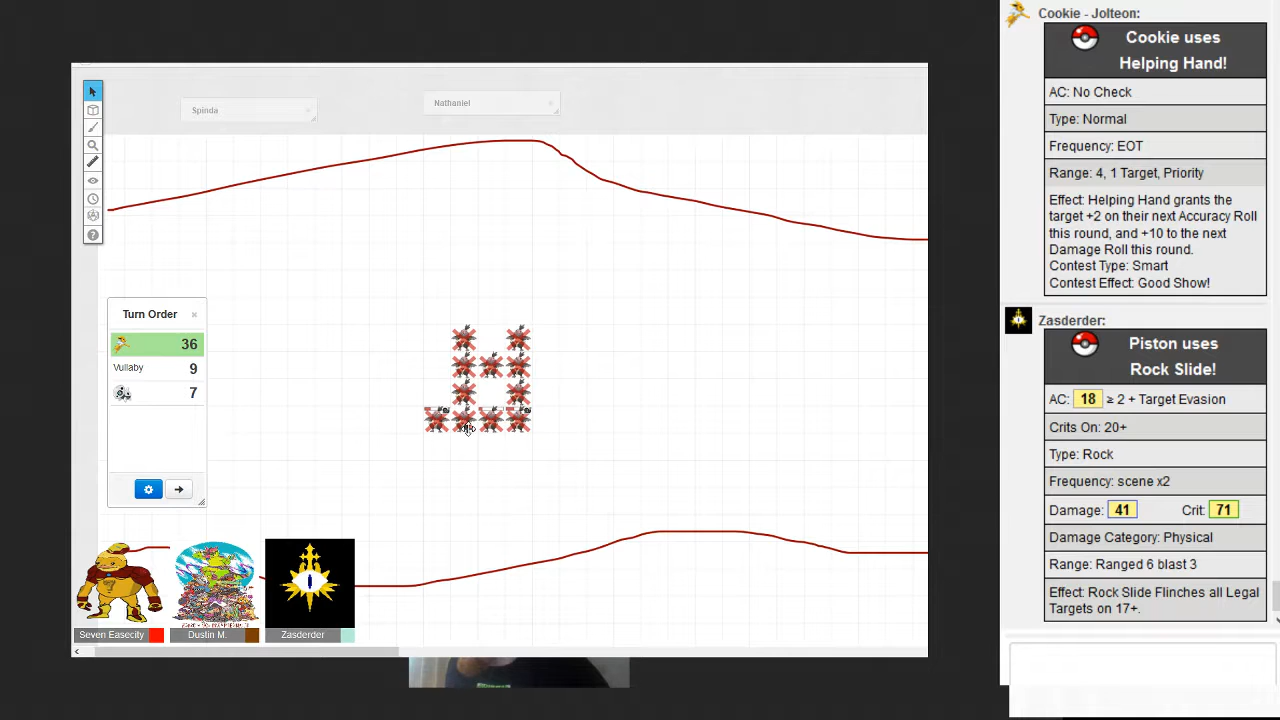 Spinda
×
Nathaniel
×
Turn Order
×
36
Vullaby
9
7
Seven Easecity
Dustin M.
Zasderder
Cookie - Jolteon:
Cookie uses
Helping Hand!
AC: No Check
Type: Normal
Frequency: EOT
Range: 4, 1 Target, Priority
Effect: Helping Hand grants the
target +2 on their next Accuracy Roll
this round, and +10 to the next
Damage Roll this round.
Contest Type: Smart
Contest Effect: Good Show!
Zasderder:
Piston uses
Rock Slide!
AC: 18 ≥ 2 + Target Evasion
Crits On: 20+
Type: Rock
Frequency: scene x2
Damage: 41 Crit: 71
Damage Category: Physical
Range: Ranged 6 blast 3
Effect: Rock Slide Flinches all Legal
Targets on 17+.